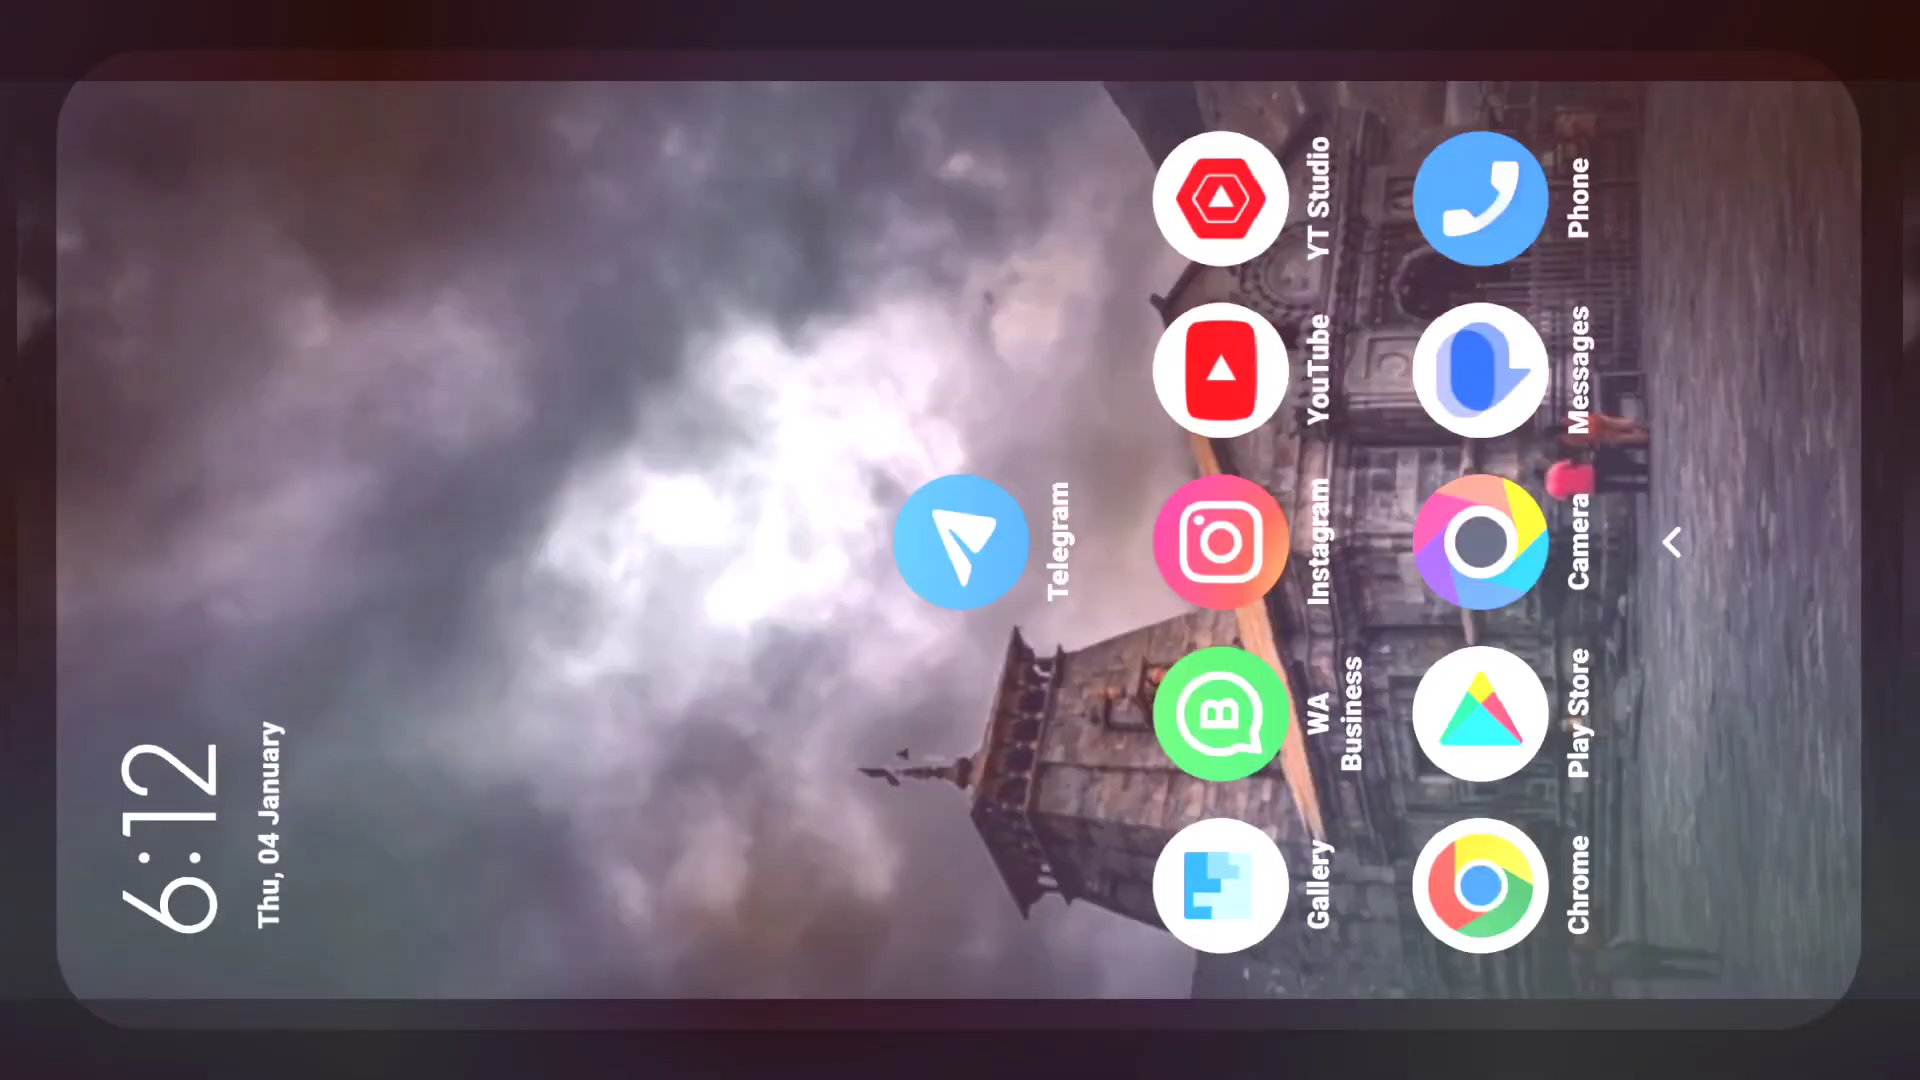 6:12
Thu, 04 January
Telegram
Gallery
WA
Business
Instagram
YouTube
YT Studio
Chrome
Play Store
Camera
Messages
Phone